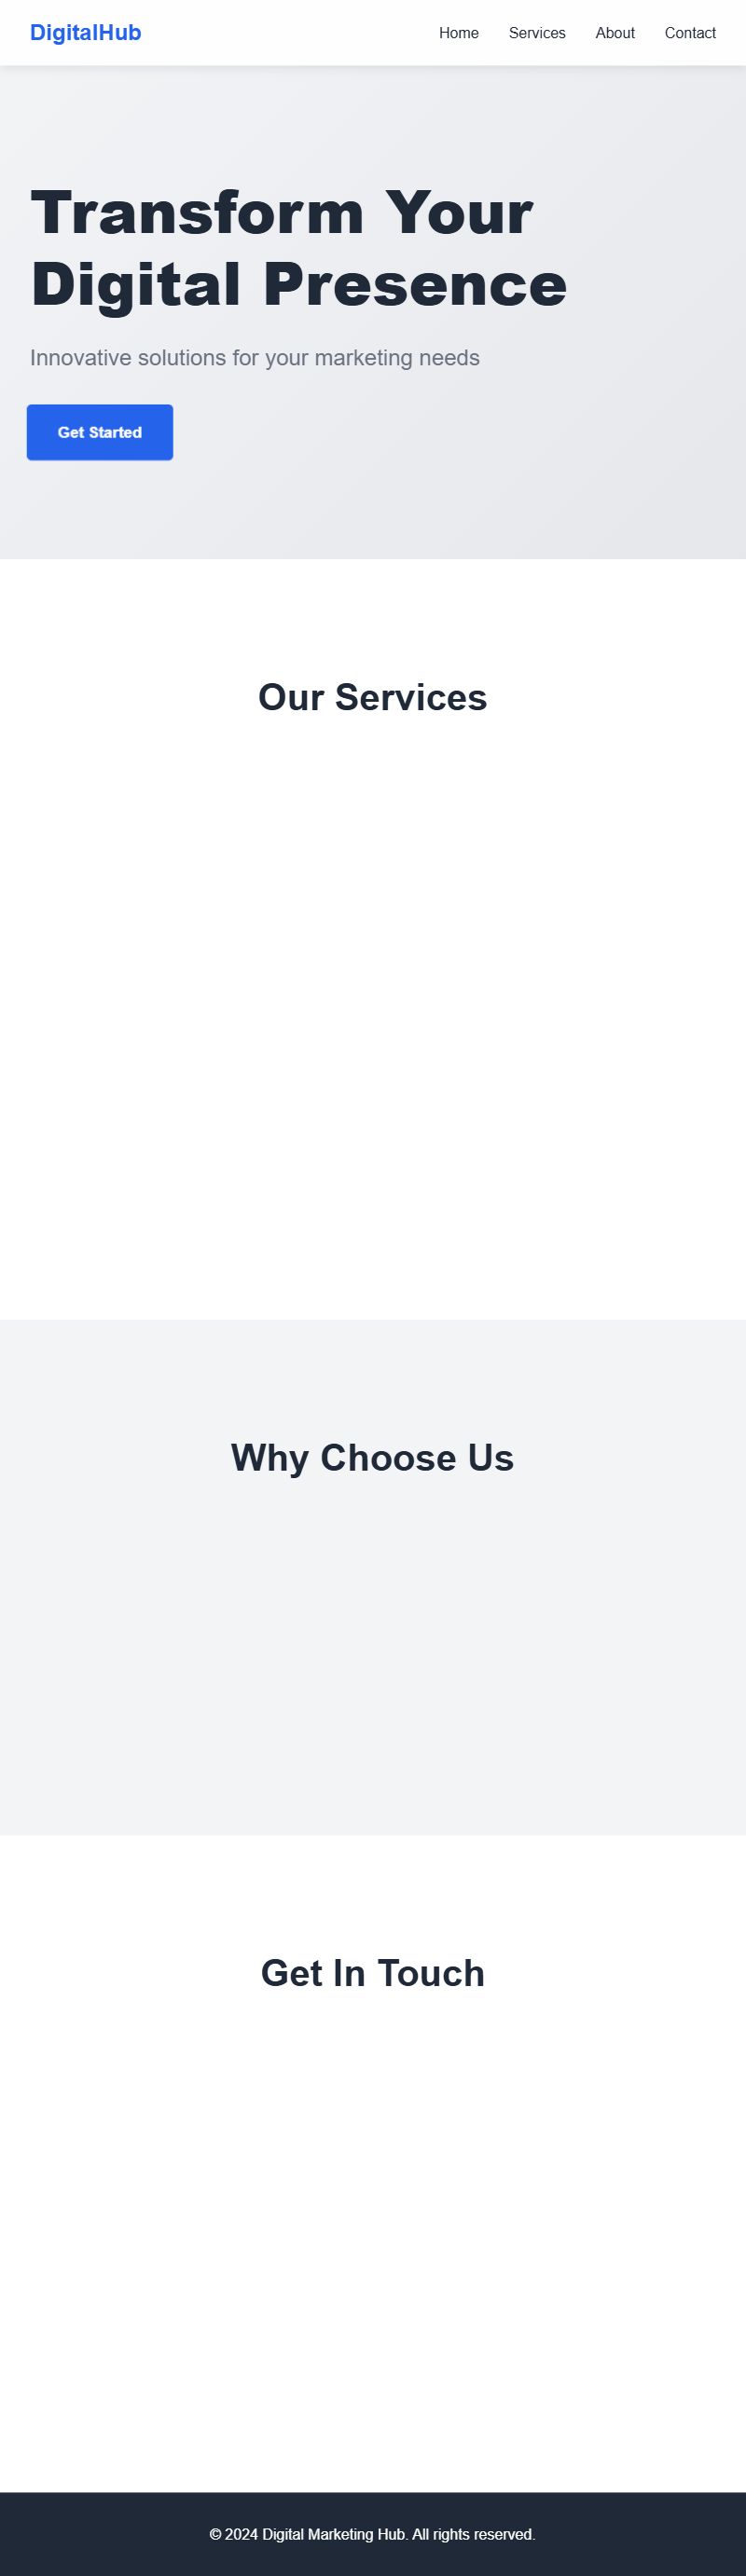 DigitalHub
Home Services About Contact
Transform Your
Digital Presence
Innovative solutions for your marketing needs
Get Started
Our Services
Why Choose Us
Get In Touch
© 2024 Digital Marketing Hub. All rights reserved.